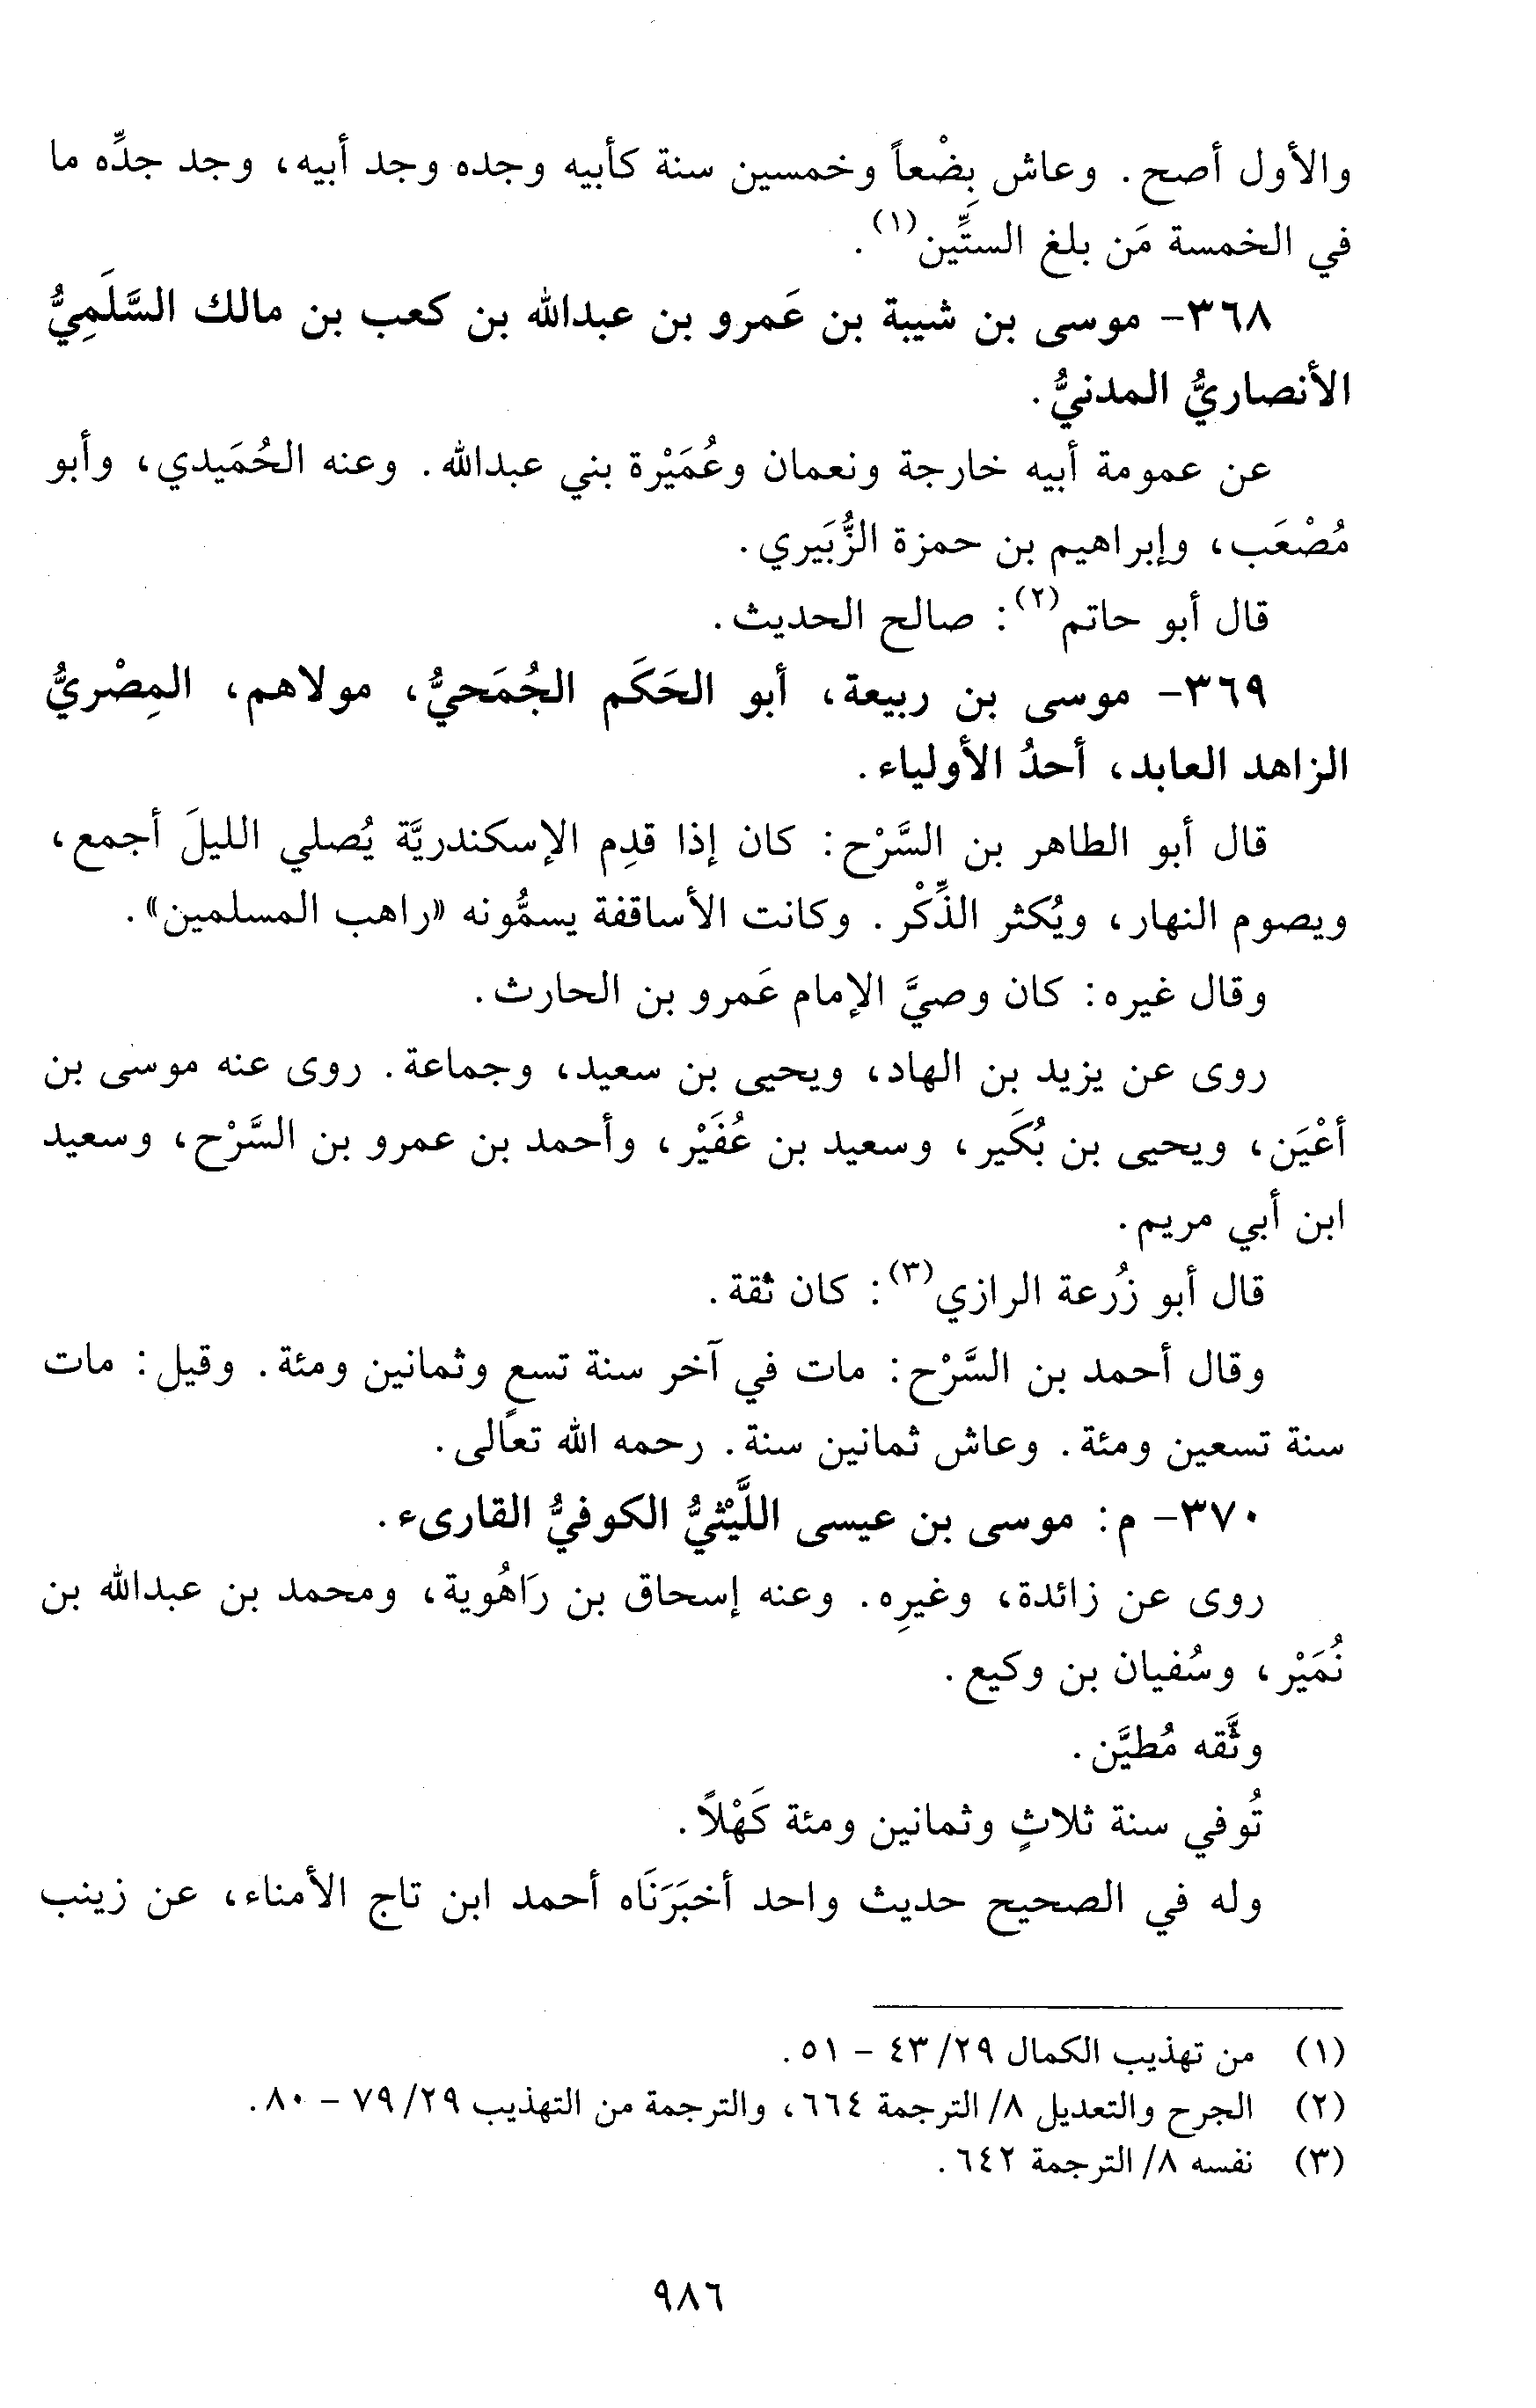 والأول أصح. وعاش بِضْعاً وخمسين سنة كأبيه وجده وجد أبيه، وجد جدِّه ما
في الخمسة مَن بلغ الستِّين(١).
٣٦٨- موسى بن شيبة بن عَمرو بن عبدالله بن كعب بن مالك السَّلَمِيُّ
الأنصاريُّ المدنيُّ.
عن عمومة أبيه خارجة ونعمان وعُمَيْرة بني عبدالله. وعنه الحُمَيدي، وأبو
مُصْعَب، وإبراهيم بن حمزة الزُّبَيري.
قال أبو حاتم(٢): صالح الحديث.
٣٦٩- موسى بن ربيعة، أبو الحَكَم الجُمَحيُّ، مولاهم، المِصْريُّ
الزاهد العابد، أحدُ الأولياء.
قال أبو الطاهر بن السَّرْح: كان إذا قدِم الإسكندريَّة يُصلي الليلَ أجمع،
ويصوم النهار، ويُكثر الذِّكْر. وكانت الأساقفة يسمُّونه «راهب المسلمين».
وقال غيره: كان وصيَّ الإمام عَمرو بن الحارث.
روى عن يزيد بن الهاد، ويحيى بن سعيد، وجماعة. روى عنه موسى بن
أعْيَن، ويحيى بن بُكَير، وسعيد بن عُفَيْر، وأحمد بن عمرو بن السَّرْح، وسعيد
ابن أبي مريم.
قال أبو زُرعة الرازي(٣): كان ثقة.
وقال أحمد بن السَّرْح: مات في آخر سنة تسعٍ وثمانين ومئة. وقيل: مات
سنة تسعين ومئة. وعاش ثمانين سنة. رحمه الله تعالى.
٣٧٠- م: موسى بن عيسى اللَّيْثيُّ الكوفيُّ القارىء.
روى عن زائدة، وغيرِه. وعنه إسحاق بن رَاهُوية، ومحمد بن عبدالله بن
نُمَيْر، وسُفيان بن وكيع.
وثَّقه مُطيَّن.
تُوفي سنة ثلاثٍ وثمانين ومئة كَهْلاً.
وله في الصحيح حديث واحد أخبَرَنَاه أحمد ابن تاج الأمناء، عن زينب
(١) من تهذيب الكمال ٢٩/ ٤٣ - ٥١.
(٢) الجرح والتعديل ٨/ الترجمة ٦٦٤، والترجمة من التهذيب ٢٩/ ٧٩ - ٨٠.
(٣) نفسه ٨/ الترجمة ٦٤٢.
٩٨٦